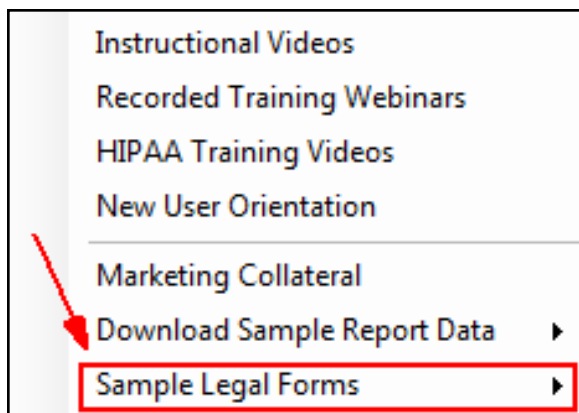 Instructional Videos
Recorded Training Webinars
HIPAA Training Videos
New User Orientation
Marketing Collateral
Download Sample Report Data
Sample Legal Forms